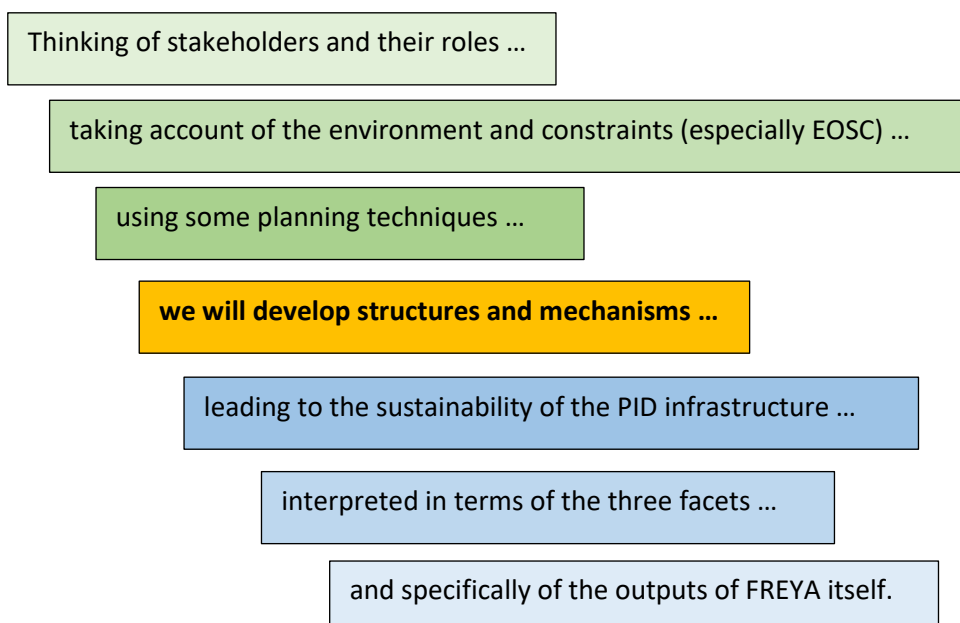 Thinking of stakeholders and their roles …
taking account of the environment and constraints (especially EOSC) …
using some planning techniques …
we will develop structures and mechanisms …
leading to the sustainability of the PID infrastructure …
interpreted in terms of the three facets …
and specifically of the outputs of FREYA itself.